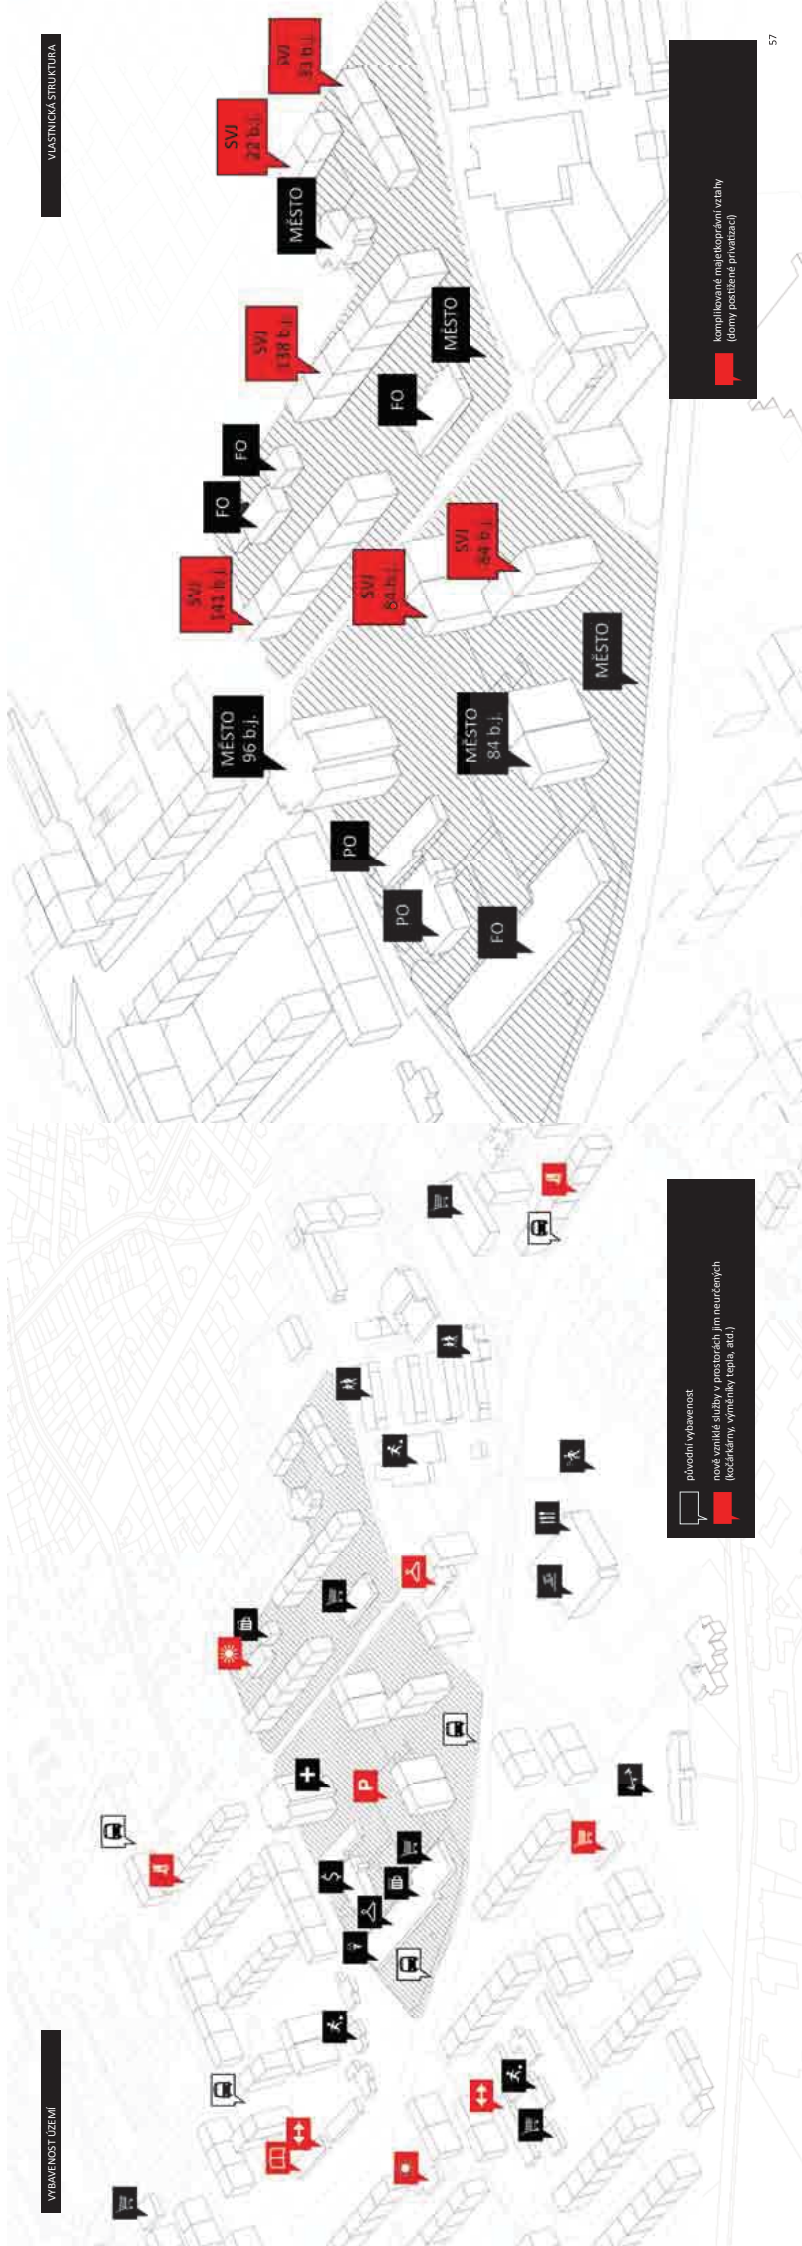 VYBAVENOST ÚZEMÍ
P
původní vybavenost
nově vzniklé služby v prostorách jim neurčených
(kočárkárny, výměníky tepla, atd.)
VLASTNICKÁ STRUKTURA
FO
PO
PO
MĚSTO
96 b.j.
MĚSTO
84 b.j.
MĚSTO
SVJ
141 b.j.
SVJ
84 b.j.
SVJ
84 b.j.
FO
FO
FO
SVJ
138 b.j.
MĚSTO
MĚSTO
SVJ
22 b.j.
SVJ
33 b.j.
komplikované majetkoprávní vztahy
(domy postižené privatizací)
57